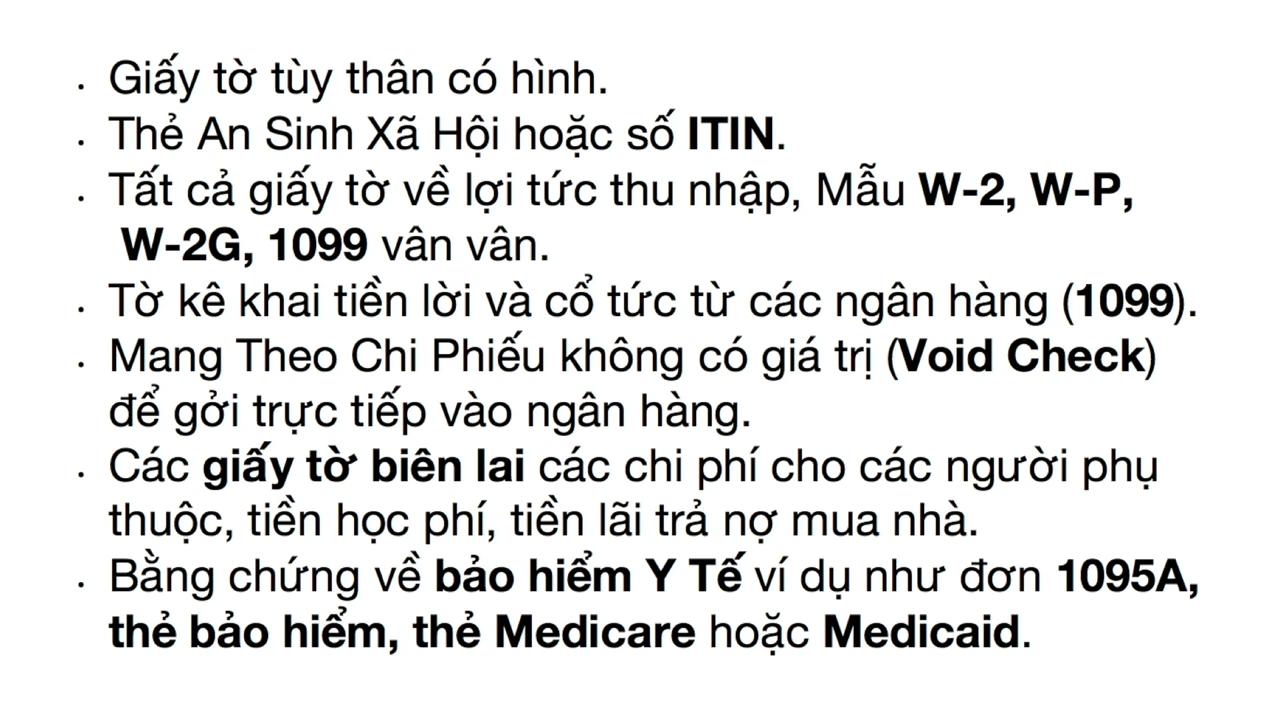 · Giấy tờ tùy thân có hình.
· Thẻ An Sinh Xã Hội hoặc số ITIN.
· Tất cả giấy tờ về lợi tức thu nhập, Mẫu W-2, W-P,
W-2G, 1099 vân vân.
· Tờ kê khai tiền lời và cổ tức từ các ngân hàng (1099).
· Mang Theo Chi Phiếu không có giá trị (Void Check)
để gởi trực tiếp vào ngân hàng.
· Các giấy tờ biên lai các chi phí cho các người phụ
thuộc, tiền học phí, tiền lãi trả nợ mua nhà.
· Bằng chứng về bảo hiểm Y Tế ví dụ như đơn 1095A,
thẻ bảo hiểm, thẻ Medicare hoặc Medicaid.